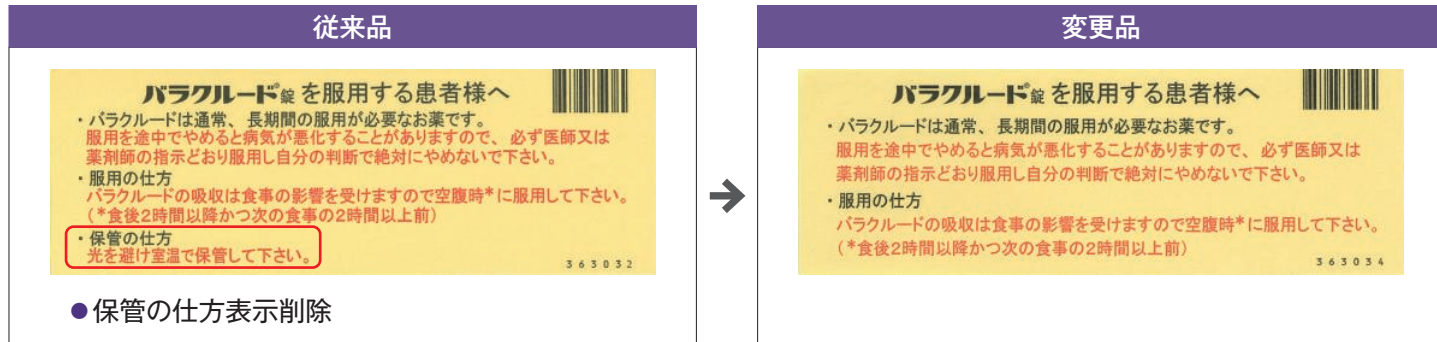 従来品
バラクルード錠 を服用する患者様へ
・バラクルードは通常、長期間の服用が必要なお薬です。
服用を途中でやめると病気が悪化することがありますので、必ず医師又は
薬剤師の指示どおり服用し自分の判断で絶対にやめないで下さい。
・服用の仕方
バラクルードの吸収は食事の影響を受けますので空腹時*に服用して下さい。
(*食後2時間以降かつ次の食事の2時間以上前)
・保管の仕方
光を避け室温で保管して下さい。
363032
●保管の仕方表示削除
変更品
バラクルード錠 を服用する患者様へ
・バラクルードは通常、長期間の服用が必要なお薬です。
服用を途中でやめると病気が悪化することがありますので、必ず医師又は
薬剤師の指示どおり服用し自分の判断で絶対にやめないで下さい。
・服用の仕方
バラクルードの吸収は食事の影響を受けますので空腹時*に服用して下さい。
(*食後2時間以降かつ次の食事の2時間以上前)
363034